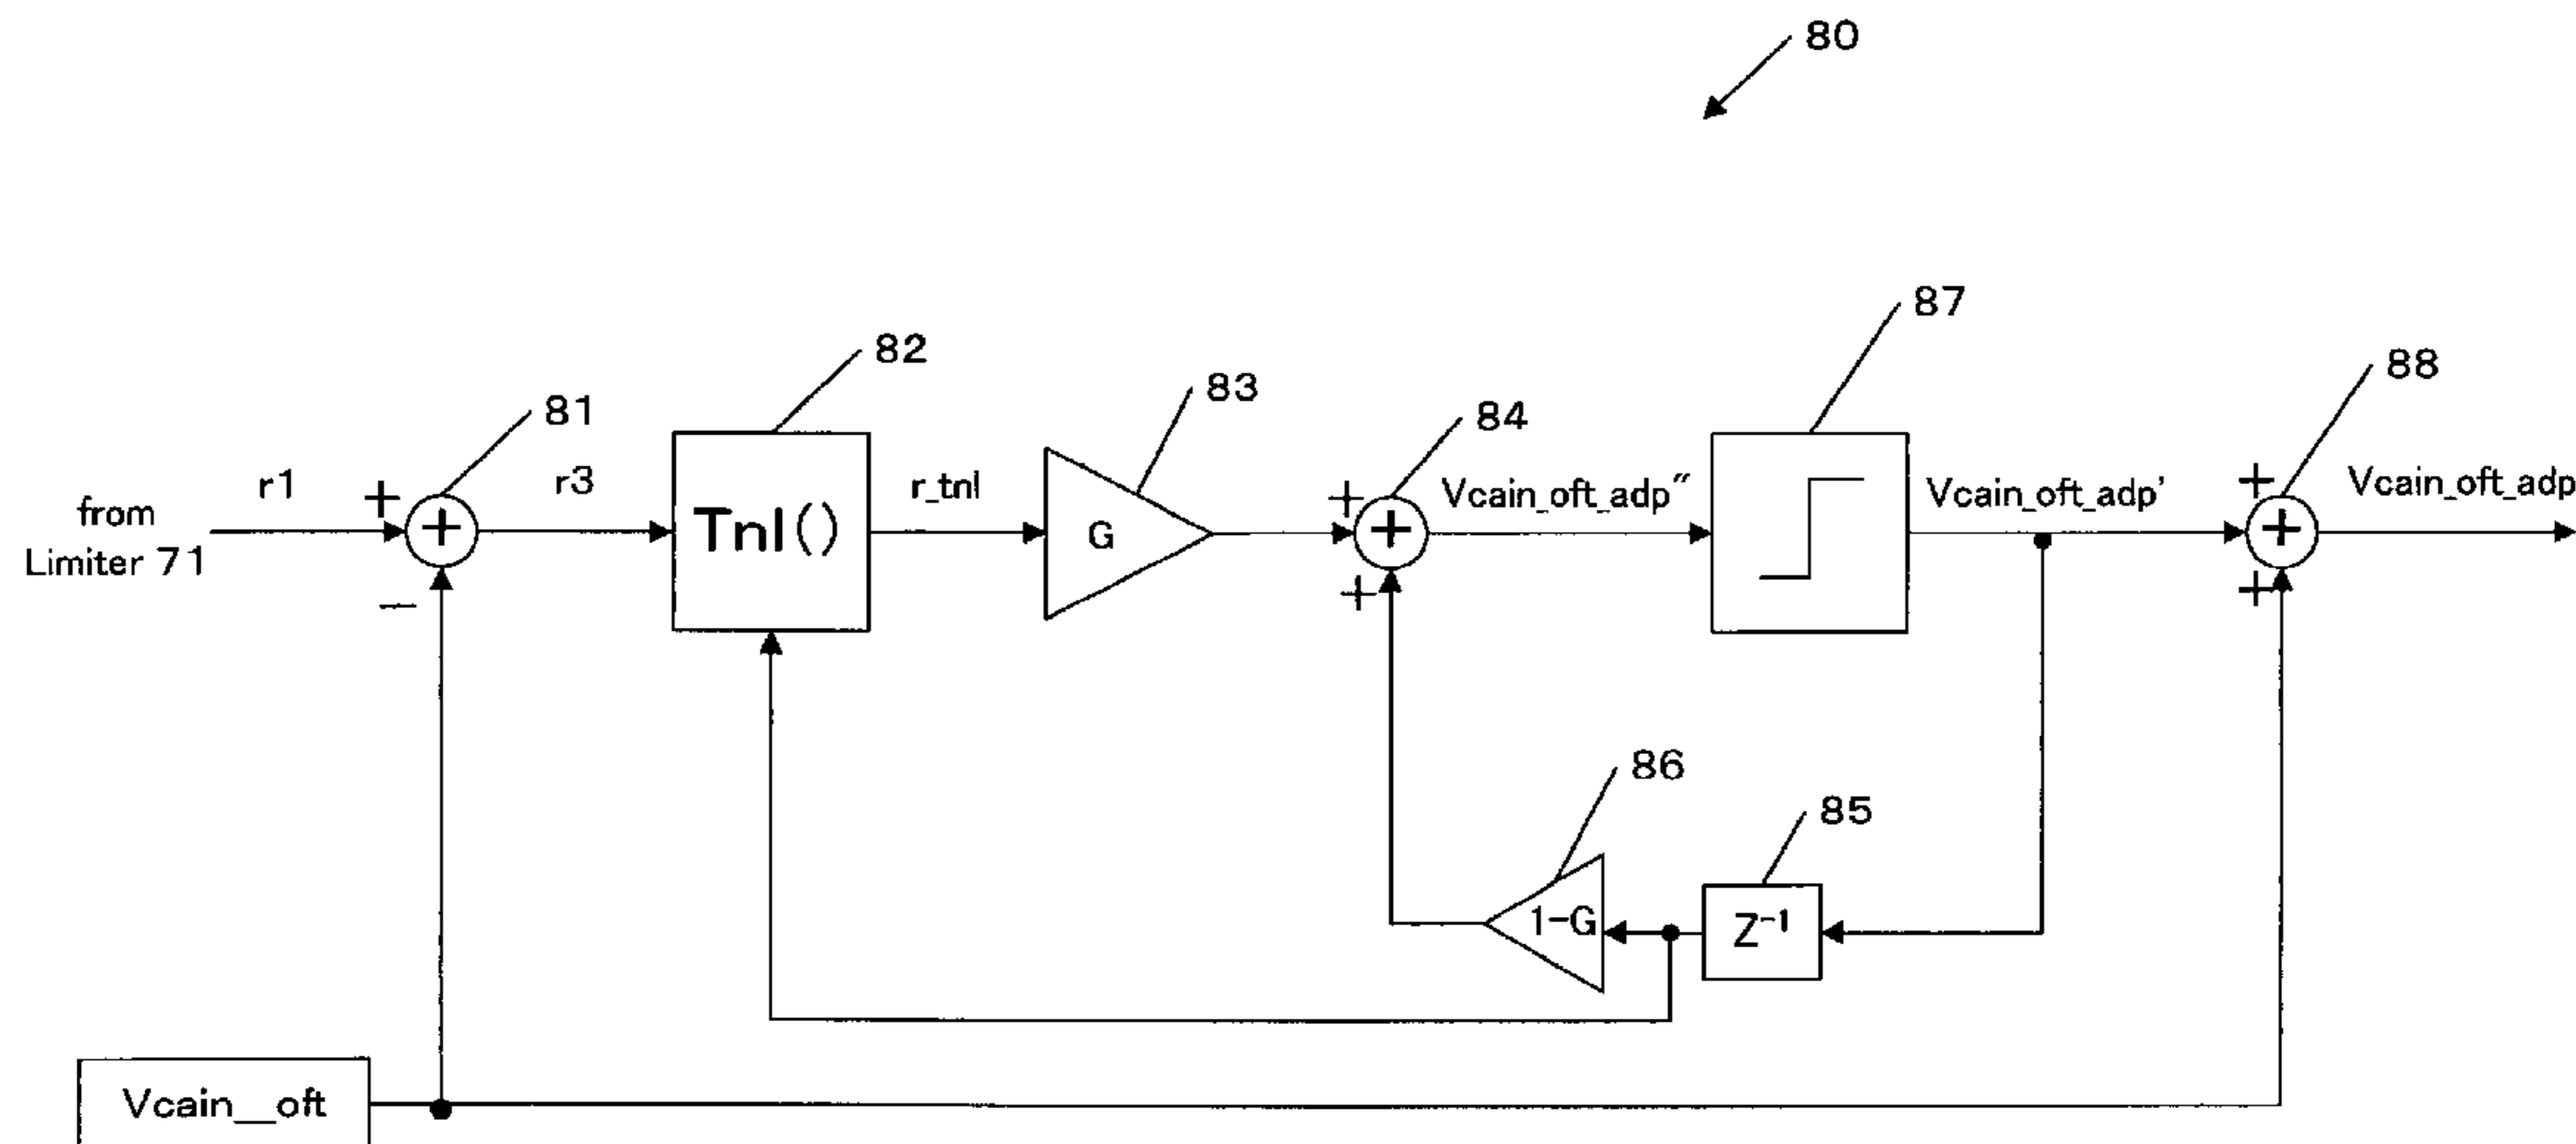 80
87
82
88
83
81
84
r1
+
r3
r_tnl
+
Vcain_oft_adp"
Vcain_oft_adp'
+
Vcain_oft_adp
from
Limiter 71
+
Tnl()
G
+
+
−
+
+
86
85
1-G
Z⁻¹
Vcain__oft